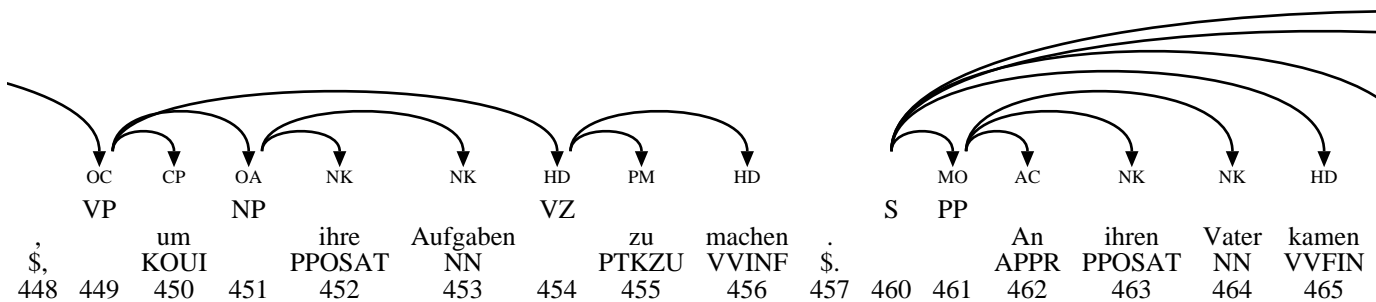 OC CP OA NK NK HD PM HD MO AC NK NK HD
VP NP VZ S PP
, um ihre Aufgaben zu machen . An ihren Vater kamen
$, KOUI PPOSAT NN PTKZU VVINF $. APPR PPOSAT NN VVFIN
448 449 450 451 452 453 454 455 456 457 460 461 462 463 464 465